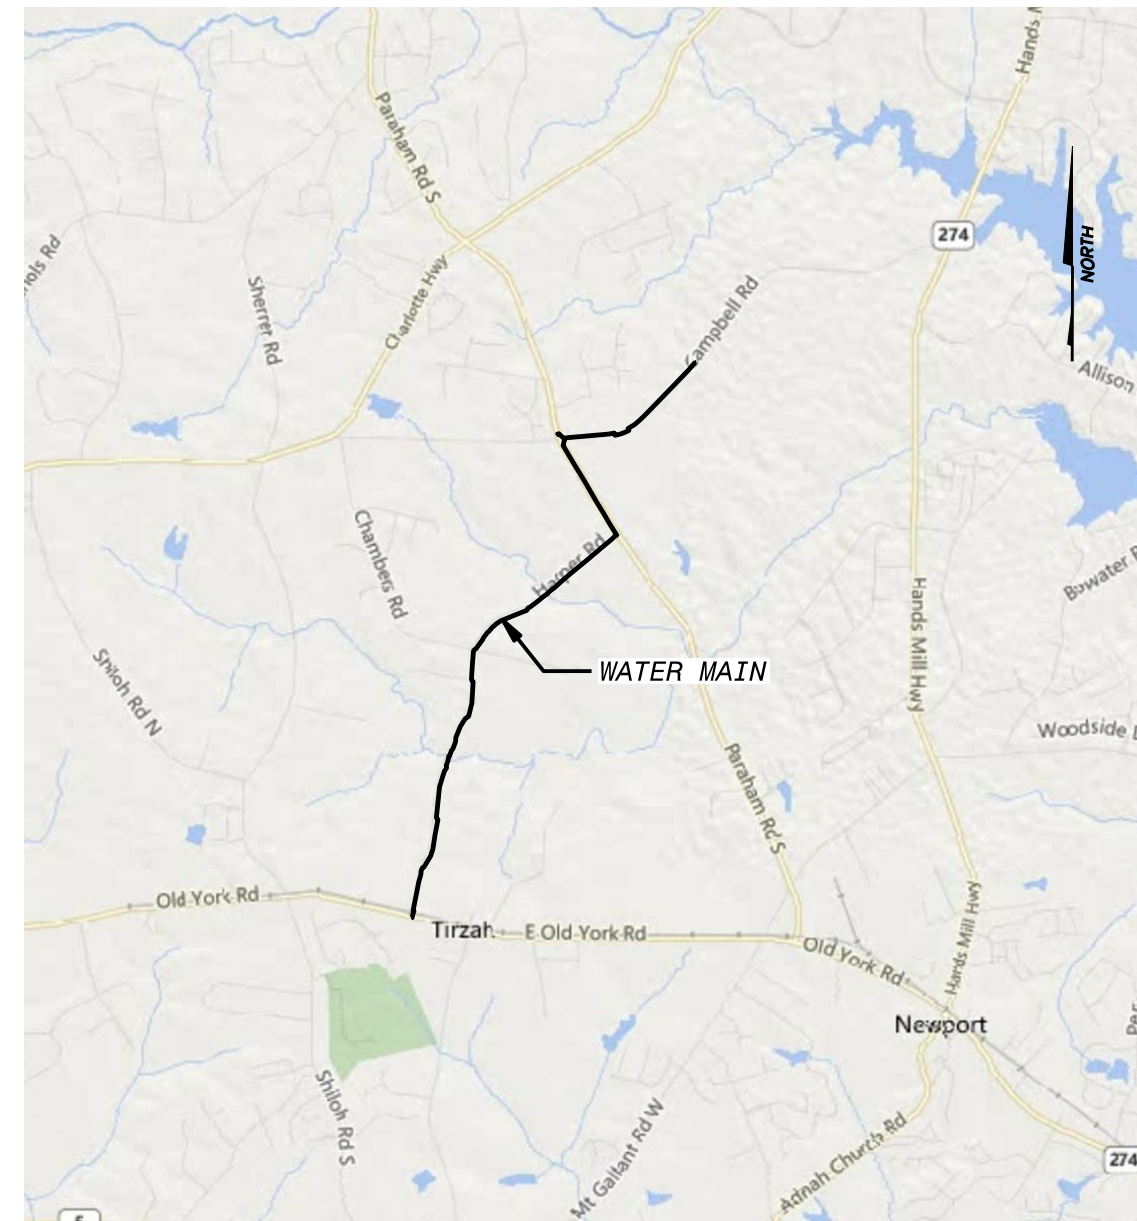 Hands
Paraham Rd S
274
NORTH
Sherrer Rd
Charlotte Hwy
Campbell Rd
Allison
Chambers Rd
Harper Rd
Bowater
Hands Mill Hwy
Shiloh Rd N
WATER MAIN
Woodside
Paraham Rd S
Old York Rd
Tirzah
E Old York Rd
Old York Rd
Hands Mill Hwy
Newport
Shiloh Rd S
Mt Gallant Rd W
Adnah Church Rd
274
5